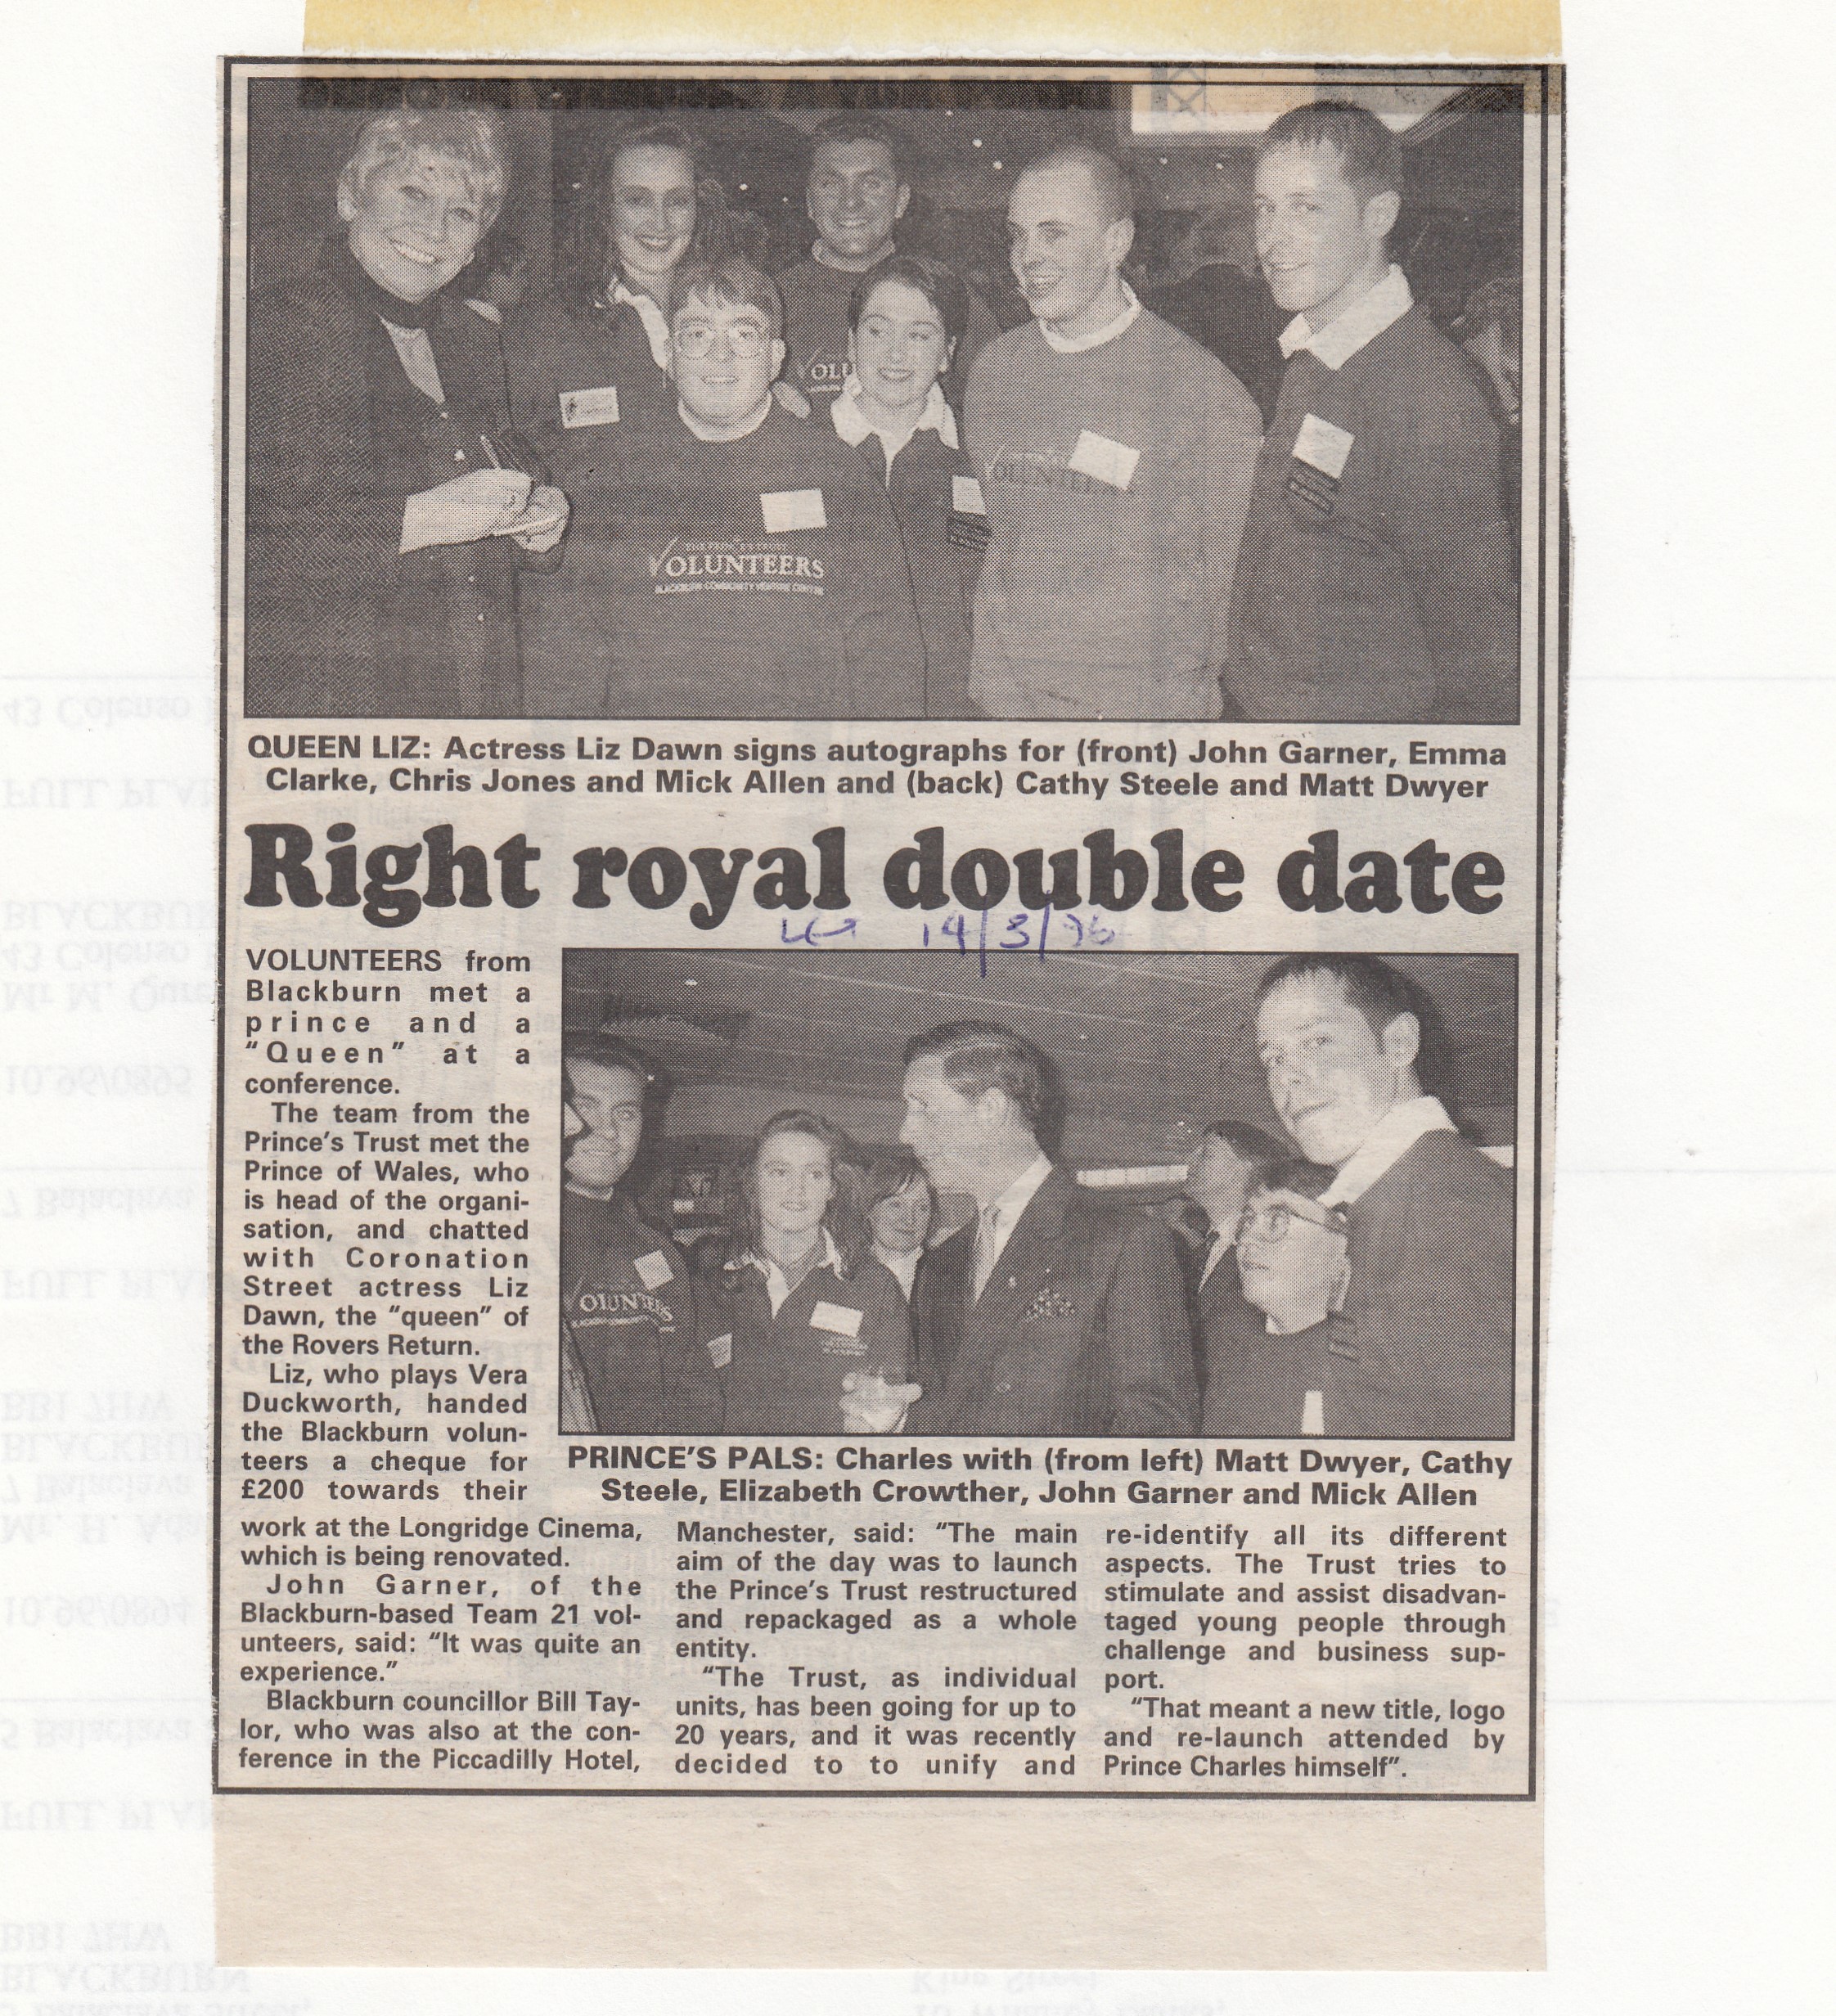 VOLU
VOLUNTEERS
BLACKBURN COMMUNITY VENTURE CENTRE
VOLUNTEER
QUEEN LIZ: Actress Liz Dawn signs autographs for (front) John Garner, Emma
Clarke, Chris Jones and Mick Allen and (back) Cathy Steele and Matt Dwyer
Right royal double date
14/3/96
VOLUNTEERS from
Blackburn met a
prince and a
“Queen” at a
conference.
The team from the
Prince’s Trust met the
Prince of Wales, who
is head of the organi-
sation, and chatted
with Coronation
Street actress Liz
Dawn, the “queen” of
the Rovers Return.
Liz, who plays Vera
Duckworth, handed
the Blackburn volun-
teers a cheque for
£200 towards their
VOLUNTEERS
PRINCE’S PALS: Charles with (from left) Matt Dwyer, Cathy
Steele, Elizabeth Crowther, John Garner and Mick Allen
work at the Longridge Cinema,
which is being renovated.
John Garner, of the
Blackburn-based Team 21 vol-
unteers, said: “It was quite an
experience.”
Blackburn councillor Bill Tay-
lor, who was also at the con-
ference in the Piccadilly Hotel,
Manchester, said: “The main
aim of the day was to launch
the Prince’s Trust restructured
and repackaged as a whole
entity.
“The Trust, as individual
units, has been going for up to
20 years, and it was recently
decided to to unify and
re-identify all its different
aspects. The Trust tries to
stimulate and assist disadvan-
taged young people through
challenge and business sup-
port.
“That meant a new title, logo
and re-launch attended by
Prince Charles himself”.